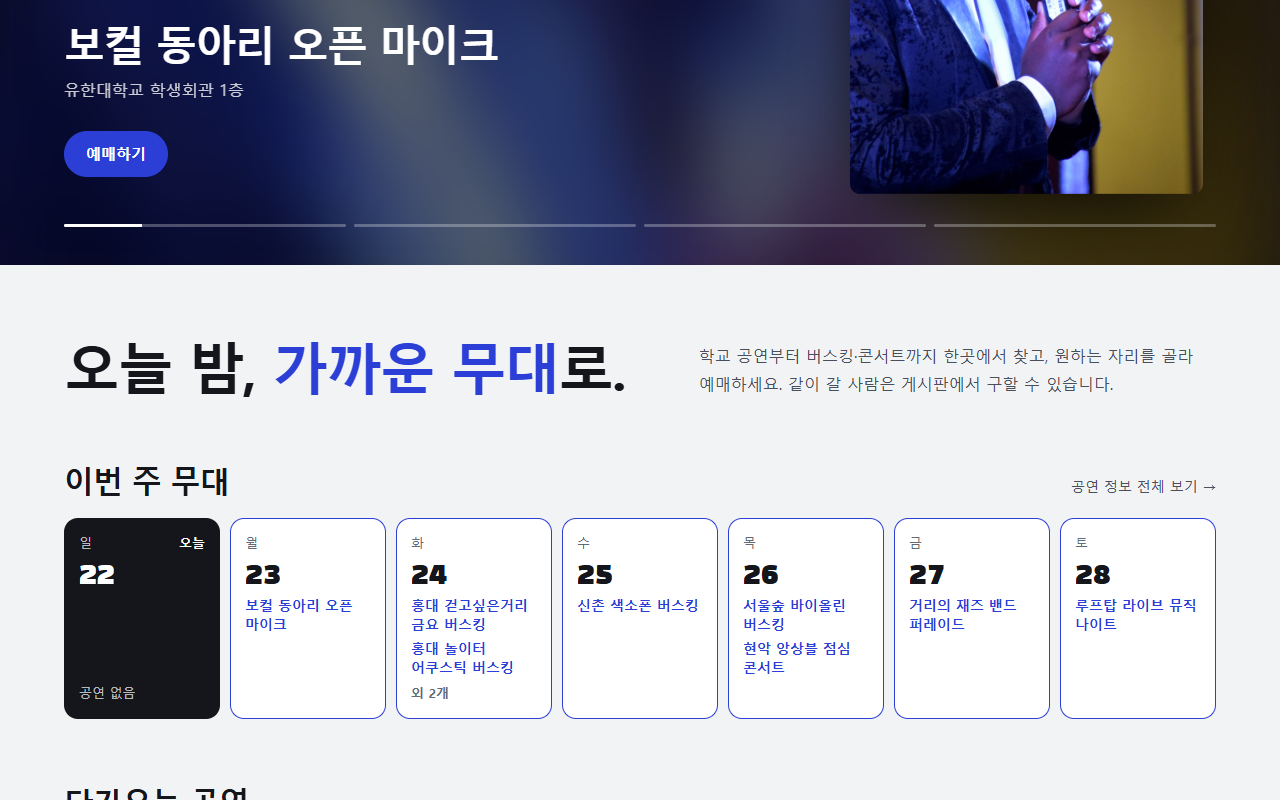 보컬 동아리 오픈 마이크
유한대학교 학생회관 1층
예매하기
오늘 밤, 가까운 무대로.
학교 공연부터 버스킹·콘서트까지 한곳에서 찾고, 원하는 자리를 골라
예매하세요. 같이 갈 사람은 게시판에서 구할 수 있습니다.
이번 주 무대
공연 정보 전체 보기 →
일 오늘
22
공연 없음
월
23
보컬 동아리 오픈
마이크
화
24
홍대 걷고싶은거리
금요 버스킹
홍대 놀이터
어쿠스틱 버스킹
외 2개
수
25
신촌 색소폰 버스킹
목
26
서울숲 바이올린
버스킹
현악 앙상블 점심
콘서트
금
27
거리의 재즈 밴드
퍼레이드
토
28
루프탑 라이브 뮤직
나이트
다가오는 공연